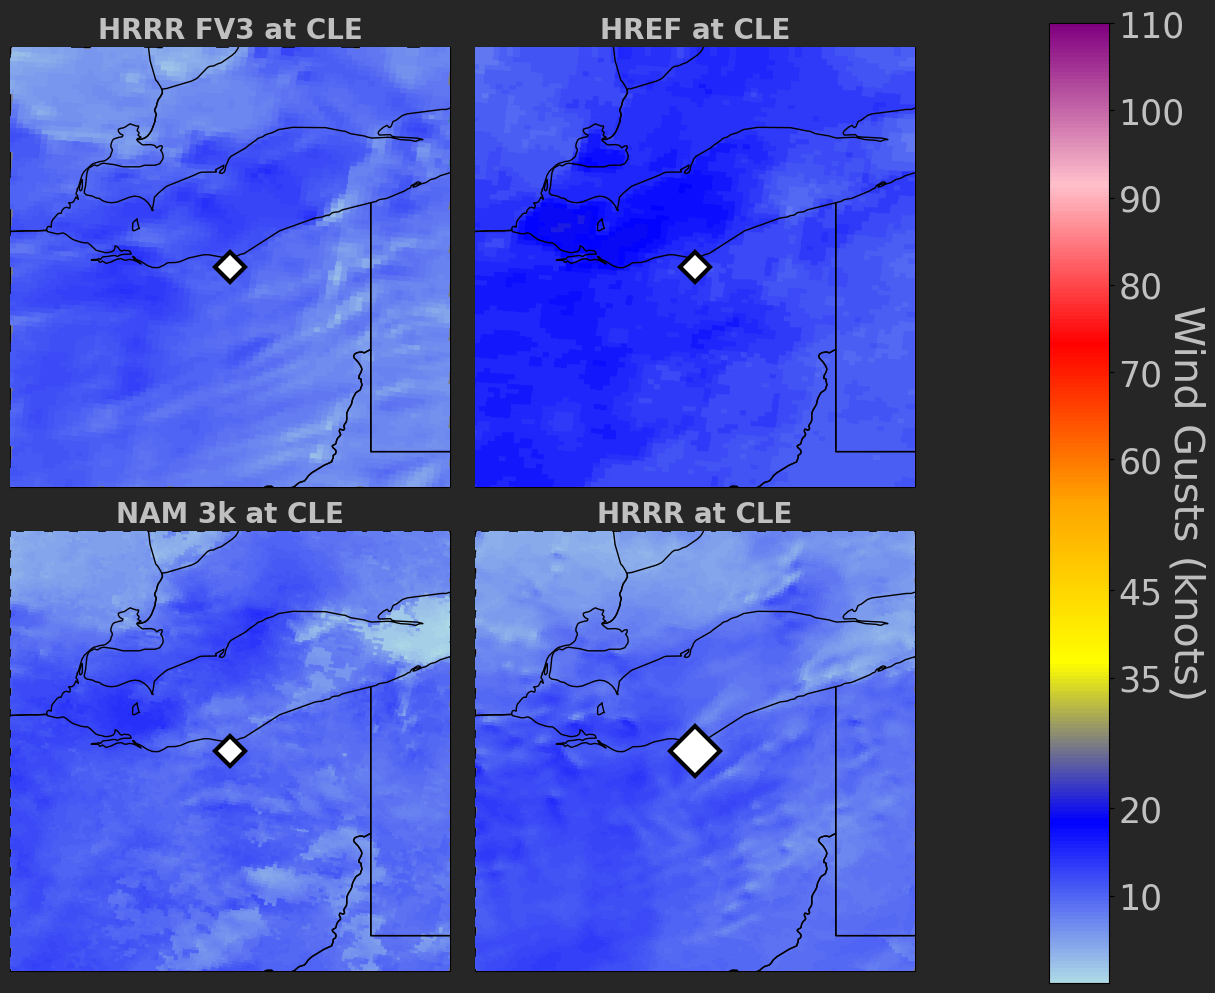 HRRR FV3 at CLE
HREF at CLE
NAM 3k at CLE
HRRR at CLE
110
100
90
80
70
60
45
35
20
10
Wind Gusts (knots)